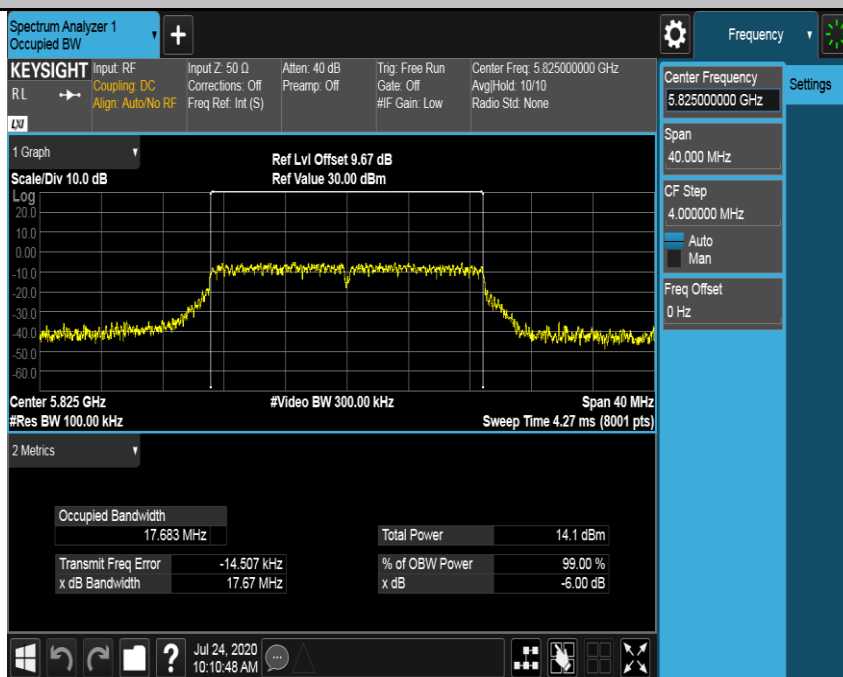 Spectrum Analyzer 1
Occupied BW
Frequency
KEYSIGHT
RL
LXI
Input: RF
Coupling: DC
Align: Auto/No RF
Input Z: 50 Ω
Corrections: Off
Freq Ref: Int (S)
Atten: 40 dB
Preamp: Off
Trig: Free Run
Gate: Off
#IF Gain: Low
Center Freq: 5.825000000 GHz
Avg|Hold: 10/10
Radio Std: None
Center Frequency
5.825000000 GHz
Settings
Span
40.000 MHz
CF Step
4.000000 MHz
Auto
Man
Freq Offset
0 Hz
1 Graph
Scale/Div 10.0 dB
Ref Lvl Offset 9.67 dB
Ref Value 30.00 dBm
Log
20.0
10.0
0.00
-10.0
-20.0
-30.0
-40.0
-50.0
-60.0
Center 5.825 GHz
#Video BW 300.00 kHz
Span 40 MHz
#Res BW 100.00 kHz
Sweep Time 4.27 ms (8001 pts)
2 Metrics
Occupied Bandwidth
17.683 MHz
Total Power 14.1 dBm
Transmit Freq Error -14.507 kHz
% of OBW Power 99.00 %
x dB Bandwidth 17.67 MHz
x dB -6.00 dB
?
Jul 24, 2020
10:10:48 AM